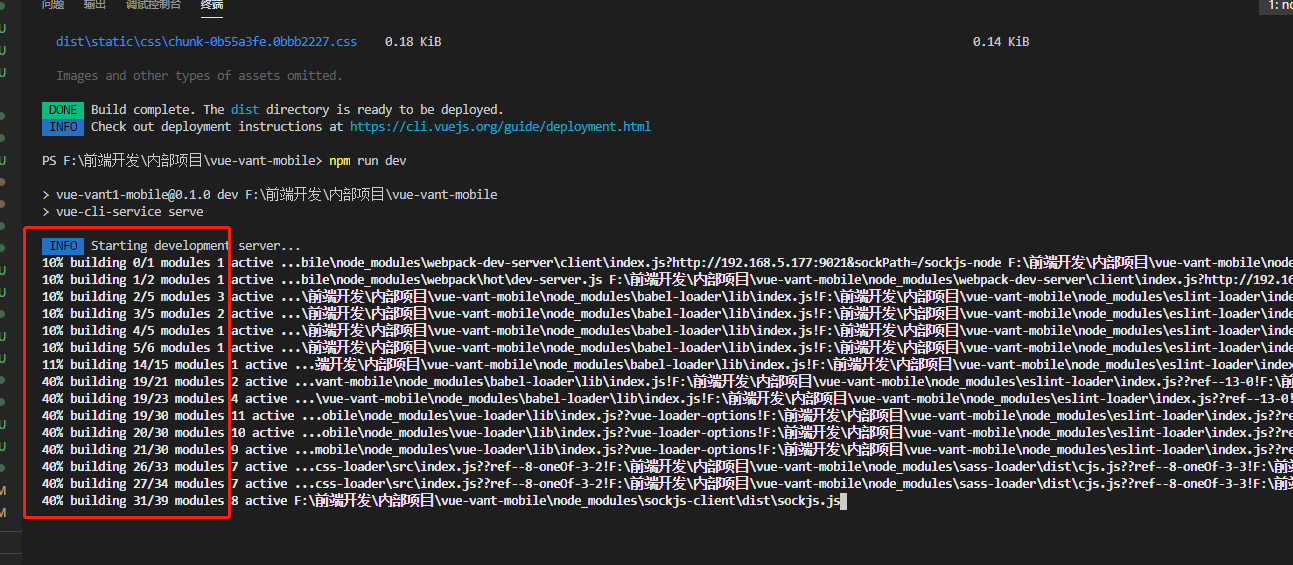 问题 输出 调试控制台 终端 1: no
dist\static\css\chunk-0b55a3fe.0bbb2227.css 0.18 KiB 0.14 KiB
Images and other types of assets omitted.
DONE Build complete. The dist directory is ready to be deployed.
INFO Check out deployment instructions at https://cli.vuejs.org/guide/deployment.html
PS F:\前端开发\内部项目\vue-vant-mobile> npm run dev
> vue-vant1-mobile@0.1.0 dev F:\前端开发\内部项目\vue-vant-mobile
> vue-cli-service serve
INFO Starting development server...
10% building 0/1 modules 1 active ...bile\node_modules\webpack-dev-server\client\index.js?http://192.168.5.177:9021&sockPath=/sockjs-node F:\前端开发\内部项目\vue-vant-mobile\no
10% building 1/2 modules 1 active ...bile\node_modules\webpack\hot\dev-server.js F:\前端开发\内部项目\vue-vant-mobile\node_modules\webpack-dev-server\client\index.js?http://192.16
10% building 2/5 modules 3 active ...\前端开发\内部项目\vue-vant-mobile\node_modules\babel-loader\lib\index.js!F:\前端开发\内部项目\vue-vant-mobile\node_modules\eslint-loader\inde
10% building 3/5 modules 2 active ...\前端开发\内部项目\vue-vant-mobile\node_modules\babel-loader\lib\index.js!F:\前端开发\内部项目\vue-vant-mobile\node_modules\eslint-loader\inde
10% building 4/5 modules 1 active ...\前端开发\内部项目\vue-vant-mobile\node_modules\babel-loader\lib\index.js!F:\前端开发\内部项目\vue-vant-mobile\node_modules\eslint-loader\inde
10% building 5/6 modules 1 active ...\前端开发\内部项目\vue-vant-mobile\node_modules\babel-loader\lib\index.js!F:\前端开发\内部项目\vue-vant-mobile\node_modules\eslint-loader\inde
11% building 14/15 modules 1 active ...端开发\内部项目\vue-vant-mobile\node_modules\babel-loader\lib\index.js!F:\前端开发\内部项目\vue-vant-mobile\node_modules\eslint-loader\ind
40% building 19/21 modules 2 active ...vant-mobile\node_modules\babel-loader\lib\index.js!F:\前端开发\内部项目\vue-vant-mobile\node_modules\eslint-loader\index.js??ref--13-0!F:\前
40% building 19/23 modules 4 active ...vue-vant-mobile\node_modules\babel-loader\lib\index.js!F:\前端开发\内部项目\vue-vant-mobile\node_modules\eslint-loader\index.js??ref--13-0!
40% building 19/30 modules 11 active ...obile\node_modules\vue-loader\lib\index.js??vue-loader-options!F:\前端开发\内部项目\vue-vant-mobile\node_modules\eslint-loader\index.js??re
40% building 20/30 modules 10 active ...obile\node_modules\vue-loader\lib\index.js??vue-loader-options!F:\前端开发\内部项目\vue-vant-mobile\node_modules\eslint-loader\index.js??re
40% building 21/30 modules 9 active ...mobile\node_modules\vue-loader\lib\index.js??vue-loader-options!F:\前端开发\内部项目\vue-vant-mobile\node_modules\eslint-loader\index.js??ref
40% building 26/33 modules 7 active ...css-loader\src\index.js??ref--8-oneOf-3-2!F:\前端开发\内部项目\vue-vant-mobile\node_modules\sass-loader\dist\cjs.js??ref--8-oneOf-3-3!F:\前
40% building 27/34 modules 7 active ...css-loader\src\index.js??ref--8-oneOf-3-2!F:\前端开发\内部项目\vue-vant-mobile\node_modules\sass-loader\dist\cjs.js??ref--8-oneOf-3-3!F:\前
40% building 31/39 modules 8 active F:\前端开发\内部项目\vue-vant-mobile\node_modules\sockjs-client\dist\sockjs.js